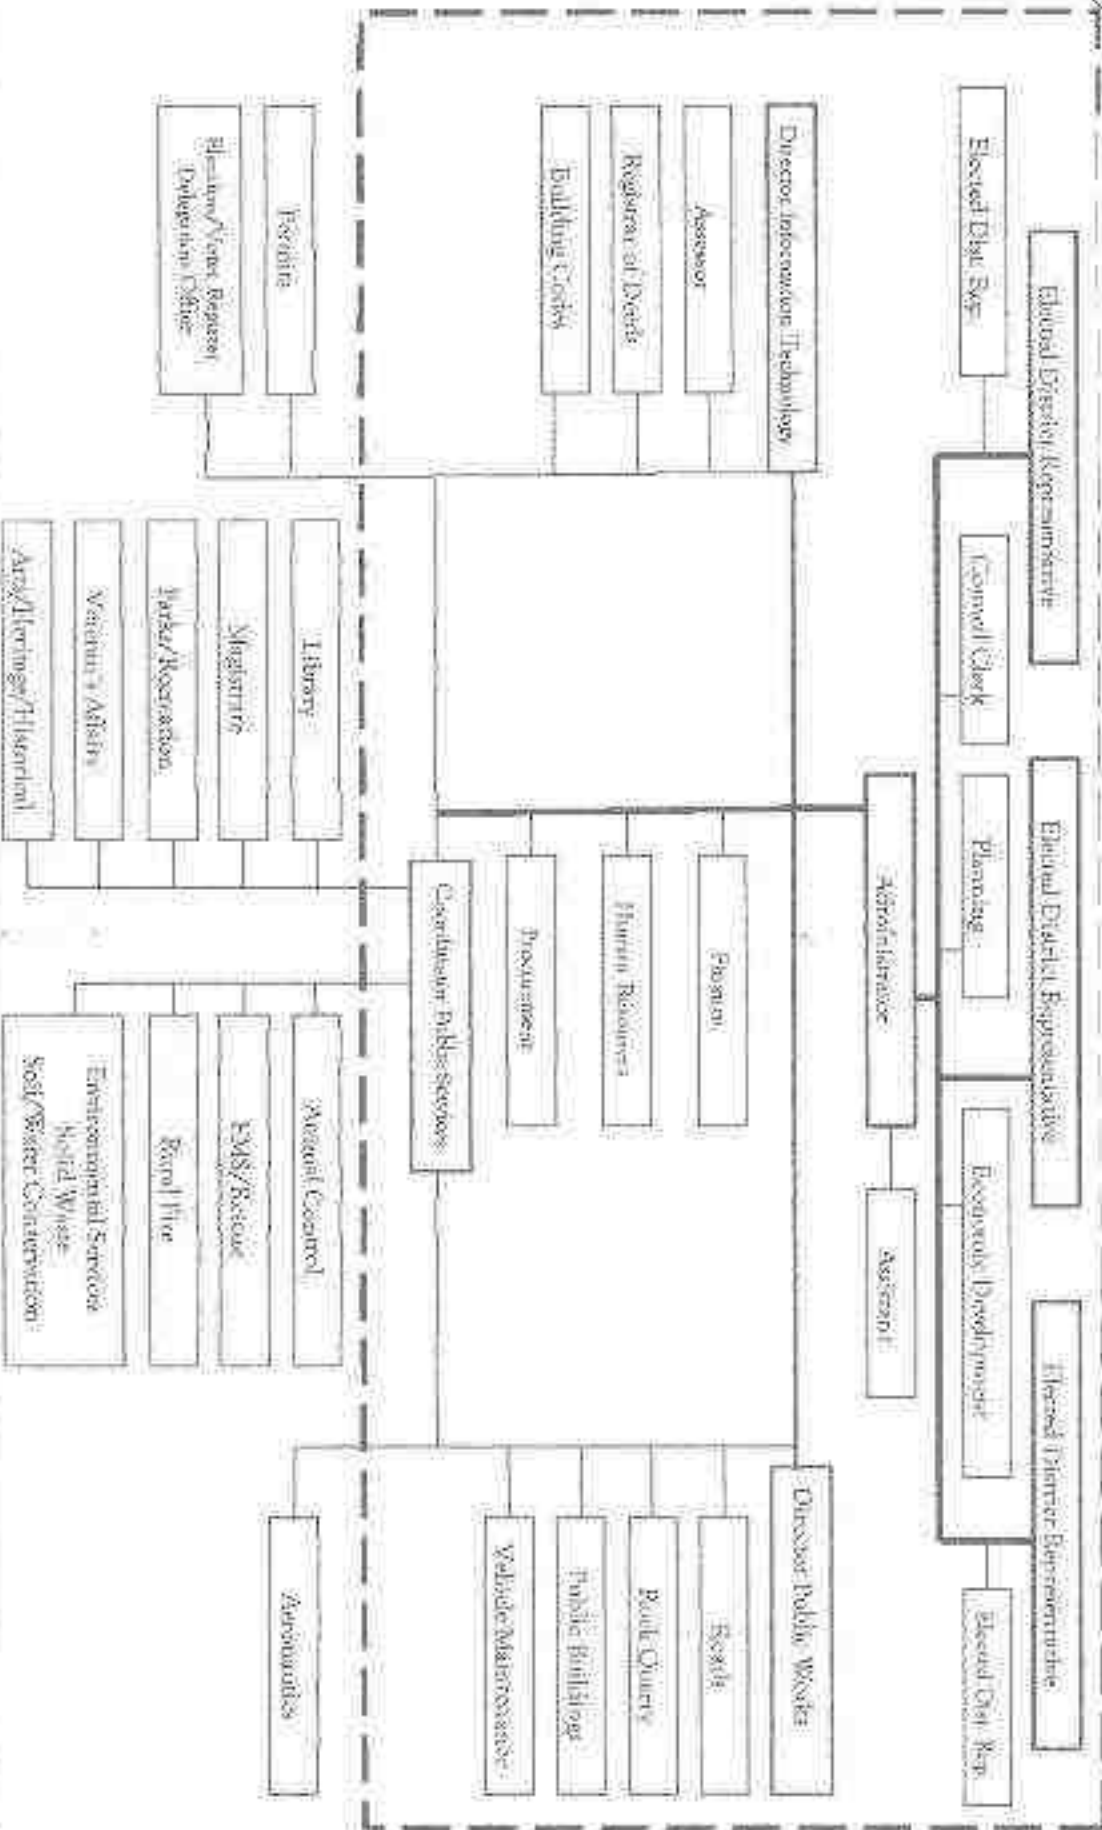 Elected District Representative
Elected District Representative
Elected District Representative
Elected Dist. Rep.
Council Clerk
Planning
Economic Development
Elected Dist. Rep.
Administrator
Assistant
Director Information Technology
Director Public Works
Assessor
Registrar of Deeds
Building Codes
Finance
Human Resources
Procurement
Roads
Rock Quarry
Public Buildings
Vehicle Maintenance
Coordinator Public Services
Permits
Elections/Voter Register
Delegation Office
Library
Magistrate
Parks/Recreation
Veteran's Affairs
Arts/Heritage/Historical
Animal Control
EMS/Rescue
Rural Fire
Environmental Services
Solid Waste
Soil/Water Conservation
Aeronautics